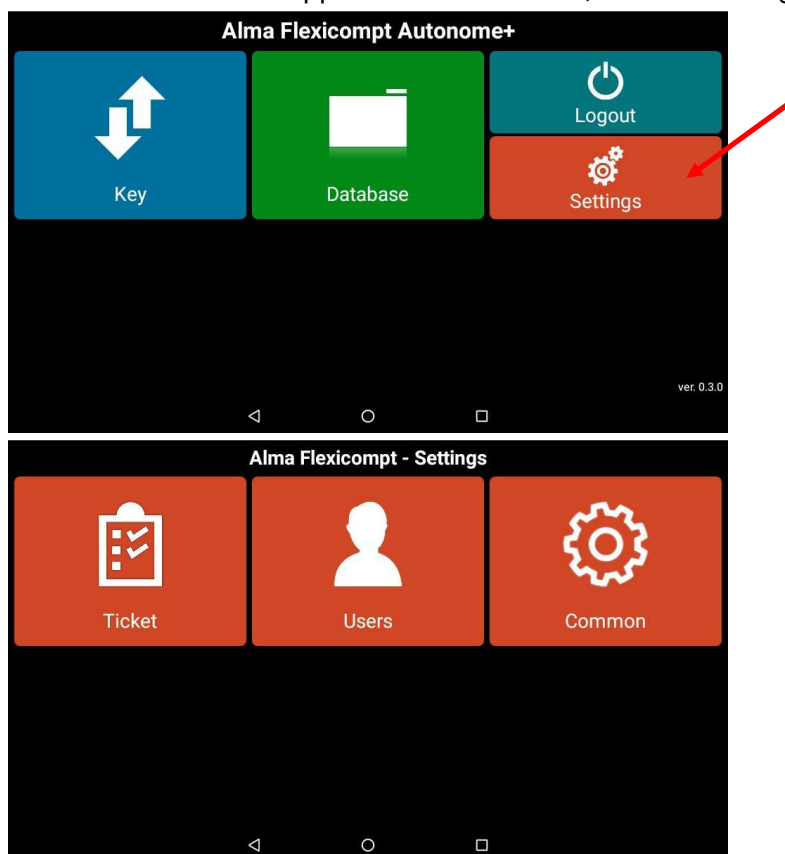 Alma Flexicompt Autonome+
Logout
Key
Database
Settings
ver. 0.3.0
Alma Flexicompt - Settings
Ticket
Users
Common